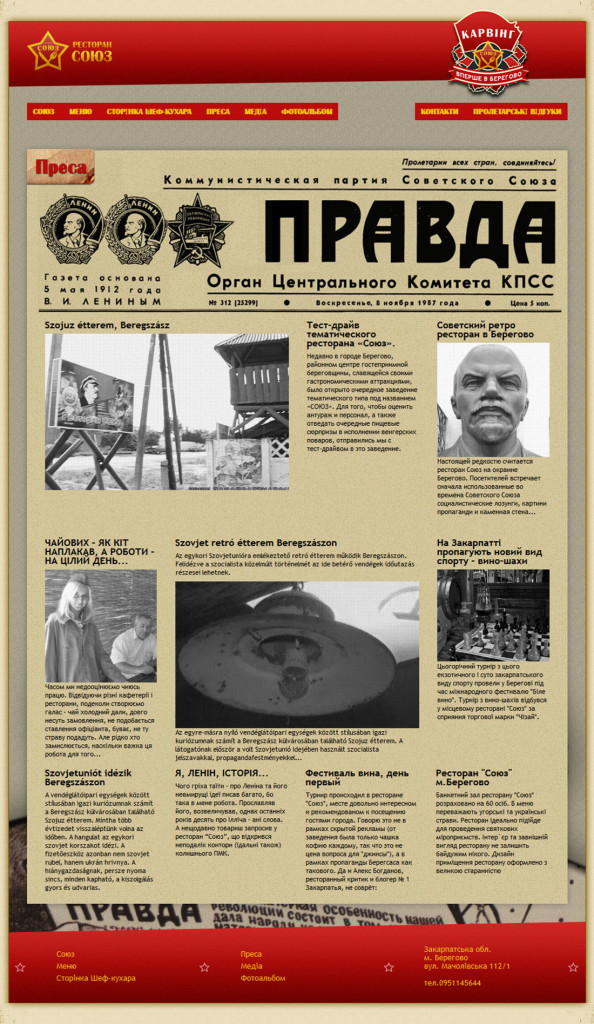 СОЮЗ
РЕСТОРАН
СОЮЗ
КАРВІНГ
СОЮЗ
ВПЕРШЕ В БЕРЕГОВО
СОЮЗ
МЕНЮ
СТОРІНКА ШЕФ-КУХАРА
ПРЕСА
МЕДІА
ФОТОАЛЬБОМ
КОНТАКТИ
ПРОЛЕТАРСЬКІ ВІДГУКИ
Преса
Пролетарии всех стран, соединяйтесь!
Коммунистическая партия Советского Союза
ЛЕНИН
ЛЕНИН
ПРАВДА
Газета основана
5 мая 1912 года
В. И. ЛЕНИНЫМ
Орган Центрального Комитета КПСС
№ 312 [25299] ● Воскресенье, 8 ноября 1987 года ● Цена 5 коп.
Szojuz étterem, Beregszász
Тест-драйв
тематического
ресторана «Союз».
Недавно в городе Берегово,
районном центре гостеприимной
береговщины, славящейся своими
гастрономическими аттракциями,
было открыто очередное заведение
тематического типа под названием
«СОЮЗ». Для того, чтобы оценить
антураж и персонал, а также
отведать очередные пищевые
сюрпризы в исполнении венгерских
поваров, отправились мы с
тест-драйвом в это заведение.
Советский ретро
ресторан в Берегово
Настоящей редкостью считается
ресторан Союз на окраине
Берегово. Посетителей встречает
сначала использованные во
времена Советского Союза
социалистические лозунги, картины
пропаганди и каменная стена...
ЧАЙОВИХ - ЯК КІТ
НАПЛАКАВ, А РОБОТИ -
НА ЦІЛИЙ ДЕНЬ...
Часом ми недооцінюємо чиюсь
працю. Відвідуючи різні кафетерії і
ресторани, подеколи створюємо
галас - чай холодний дали, довго
несуть замовлення, не подобається
ставлення офіціанта, буває, не ту
страву подадуть. Але рідко хто
замислюється, наскільки важка ця
робота для того...
Szovjet retró étterem Beregszászon
Az egykori Szovjetunióra emlékeztető retró étterem működik Beregszászon.
Felidézve a szocialista közelmúlt történelmét az ide betérő vendégek időutazás
részesei lehetnek.
Az egyre-másra nyíló vendéglátóipari egységek között stílusában igazi
kuriózumnak számít a Beregszász külvárosában található Szojuz étterem. A
látogatónak először a volt Szovjetunió idejében használt szocialista
jelszavakkal, propagandafestményekkel...
На Закарпатті
пропагують новий вид
спорту - вино-шахи
Цьогорічний турнір з цього
екзотичного і суто закарпатського
виду спорту провели у Берегові під
час міжнародного фестивалю "Біле
вино". Турнір з вино-шахів відбувся
у місцевому ресторані "Союз" за
сприяння торгової марки "Чізай".
Szovjetuniót idézik
Beregszászon
A vendéglátóipari egységek között
stílusában igazi kuriózumnak számít
a Beregszász külvárosában található
Szojuz étterem. Mintha több
évtizedet visszaléptünk volna az
időben. A hangulat az egykori
szovjet korszakot idézi. A
fizetőeszköz azonban nem szovjet
rubel, hanem ukrán hrivnya. A
hiánygazdaságnak, persze nyoma
sincs, minden kapható, a kiszolgálás
gyors és udvarias.
Я, ЛЕНІН, ІСТОРІЯ...
Чого гріха таїти - про Леніна та його
невмирущі ідеї писав багато, бо
така в мене робота. Прославляв
його, возвеличував, однак останніх
років десять про Ілліча - ані слова.
А нещодавно товариш запросив у
ресторан "Союз", що відкрився
неподалік контори (їдальні також)
колишнього ПМК.
Фестиваль вина, день
первый
Турнир происходил в ресторане
"Союз", месте довольно интересном
и рекомендованом к посещению
гостями города. Говорю это не в
рамках скрытой рекламы (от
заведения была только чашка
кофию каждому, так что это не
цена вопроса для "джинсы"), а в
рамках пропаганды Берегаса как
такового. Да и Алекс Богданов,
ресторанный критик и блогер № 1
Закарпатья, не соврёт:
Ресторан "Союз"
м.Берегово
Банкетний зал ресторану "Союз"
розраховано на 60 осіб. В меню
переважають угорські та українські
страви. Ресторан ідеально підійде
для проведення святкових
міроприємств. Інтер`єр та зовнішній
вигляд ресторану не залишить
байдужим нікого. Дизайн
приміщення ресторану оформлено з
великою старанністю
ПРАВДА
Союз
Меню
Сторінка Шеф-кухара
Преса
Медіа
Фотоальбом
Закарпатська обл.
м. Берегово
вул. Мачолівська 112/1
тел.0951145644